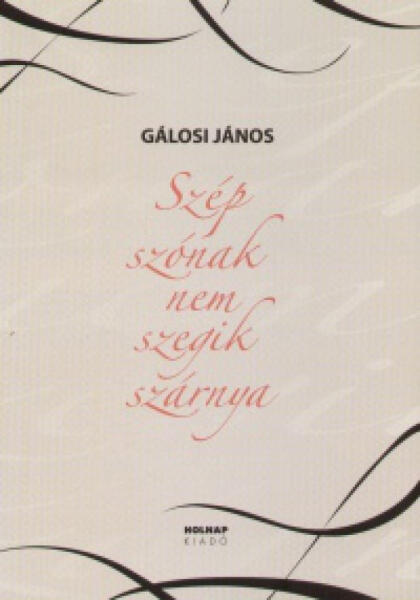 GÁLOSI JÁNOS
Szép
szónak
nem
szegik
szárnya
HOLNAP
KIADÓ